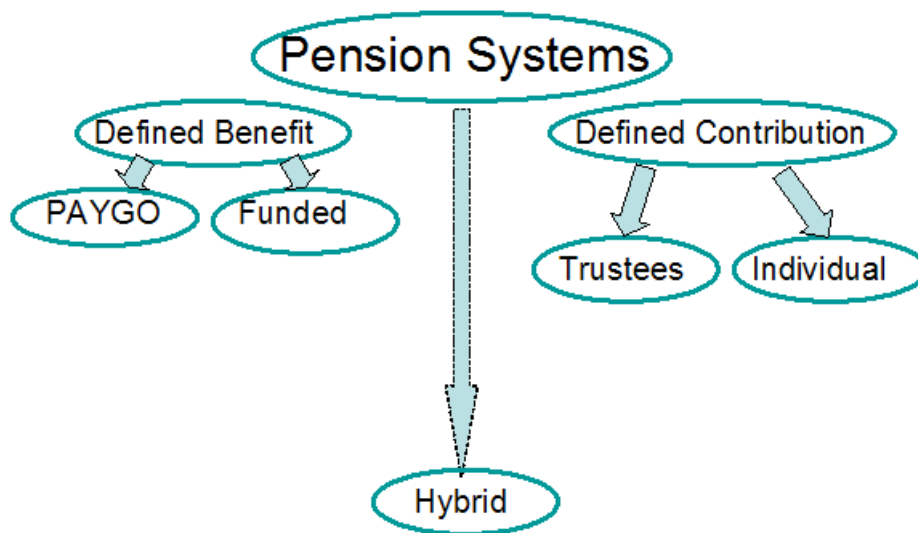 Pension Systems
Defined Benefit
Defined Contribution
PAYGO
Funded
Trustees
Individual
Hybrid